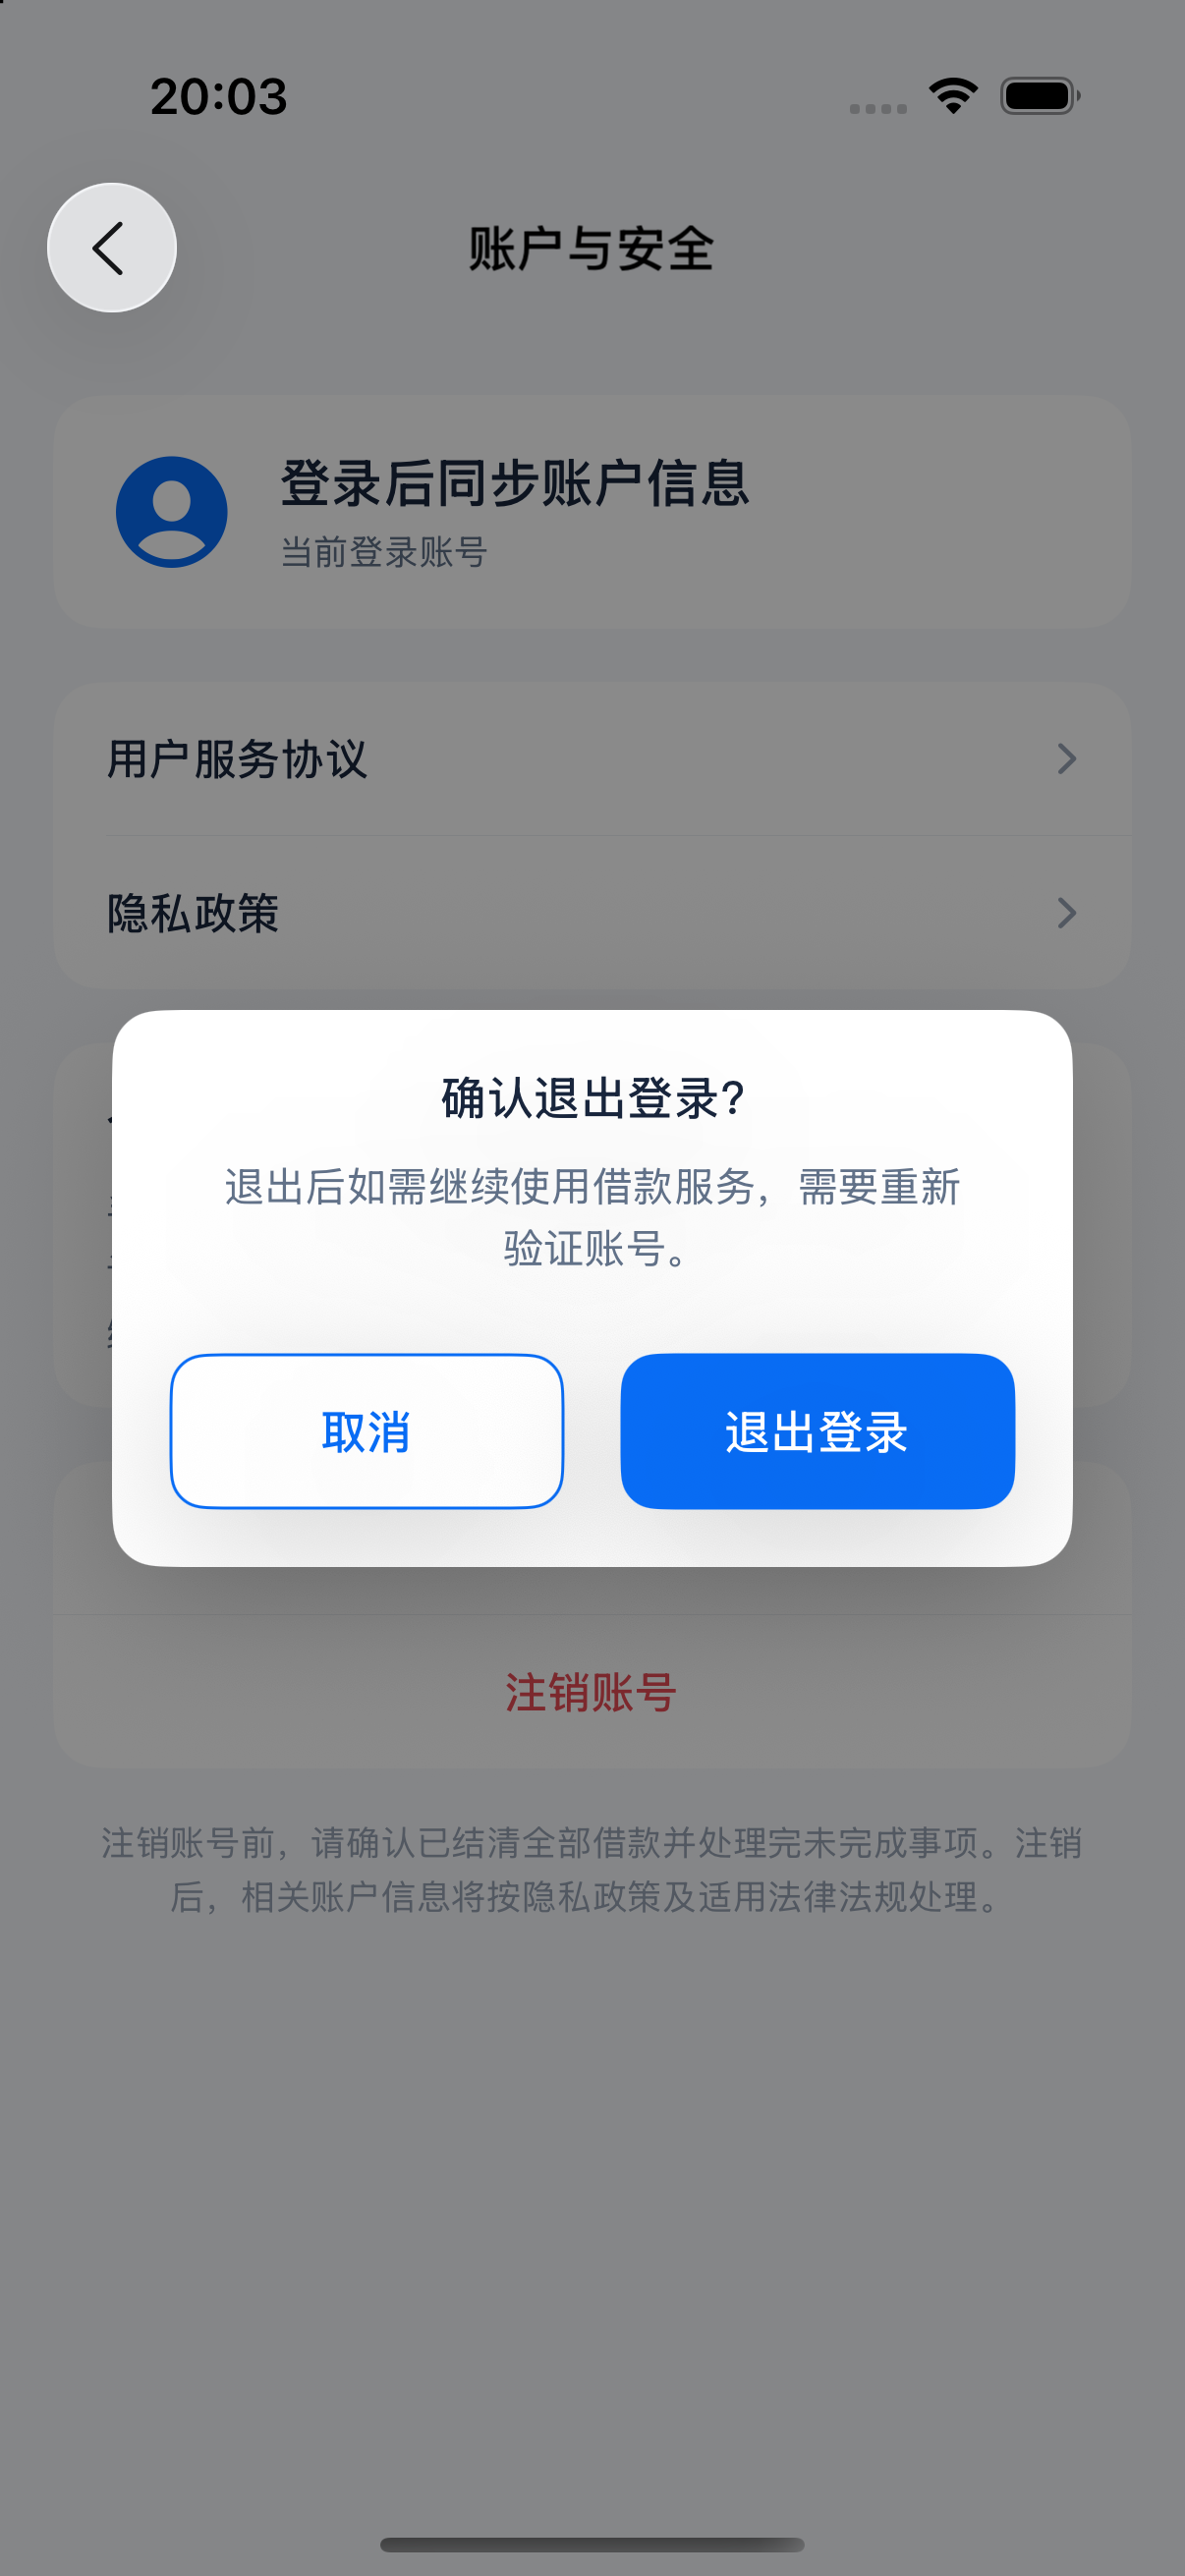 20:03
账户与安全
登录后同步账户信息
当前登录账号
用户服务协议
隐私政策
确认退出登录?
退出后如需继续使用借款服务，需要重新
验证账号。
取消
退出登录
注销账号
注销账号前，请确认已结清全部借款并处理完未完成事项。注销
后，相关账户信息将按隐私政策及适用法律法规处理。